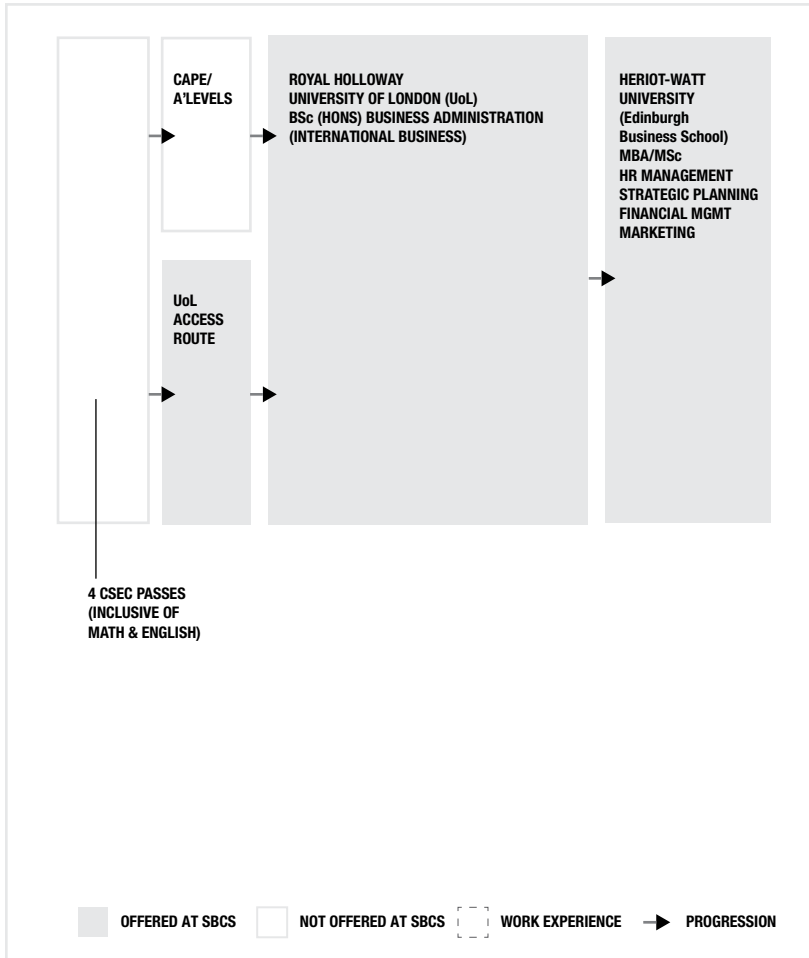 CAPE/
A'LEVELS
ROYAL HOLLOWAY
UNIVERSITY OF LONDON (UoL)
BSc (HONS) BUSINESS ADMINISTRATION
(INTERNATIONAL BUSINESS)
HERIOT-WATT
UNIVERSITY
(Edinburgh
Business School)
MBA/MSc
HR MANAGEMENT
STRATEGIC PLANNING
FINANCIAL MGMT
MARKETING
UoL
ACCESS
ROUTE
4 CSEC PASSES
(INCLUSIVE OF
MATH & ENGLISH)
OFFERED AT SBCS
NOT OFFERED AT SBCS
WORK EXPERIENCE
PROGRESSION